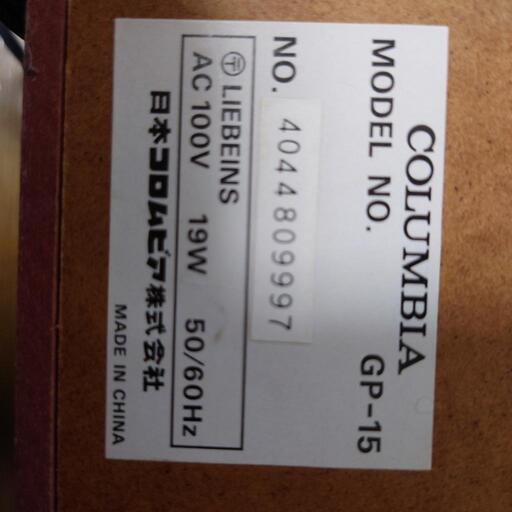 COLUMBIA
MODEL NO. GP-15
NO. 4044809997
〒 LIEBEINS
AC 100V 19W 50/60Hz
日本コロムビア株式会社
MADE IN CHINA